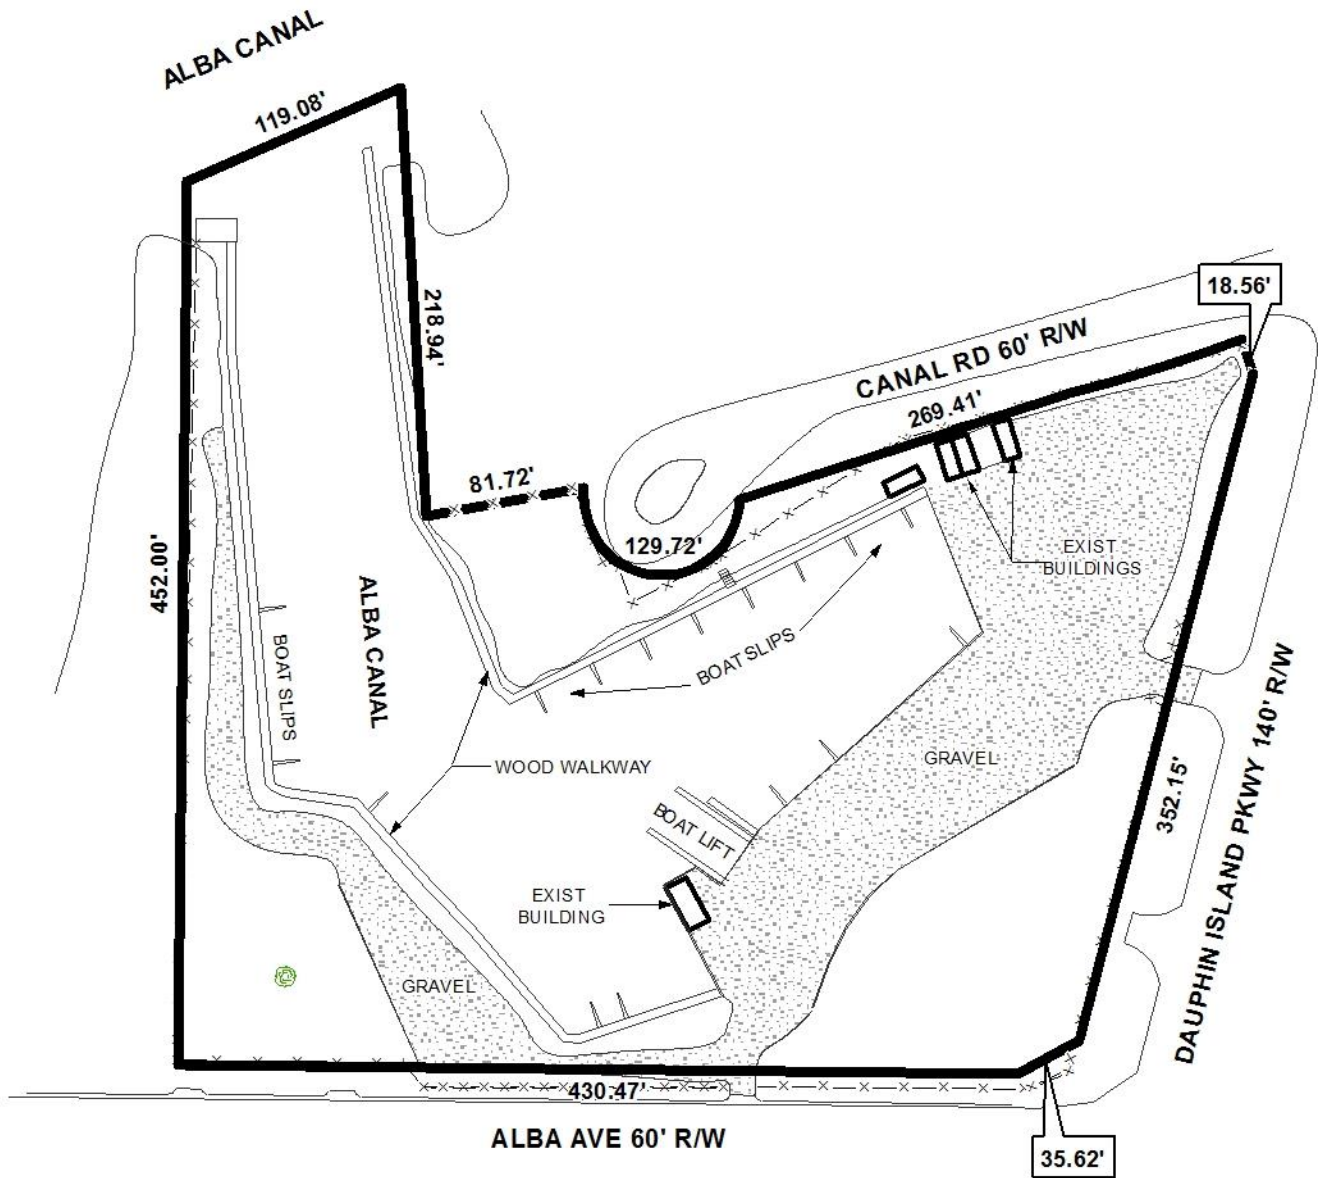 ALBA CANAL
119.08'
218.94'
18.56'
CANAL RD 60' R/W
269.41'
81.72'
129.72'
452.00'
ALBA CANAL
EXIST
BUILDINGS
BOAT SLIPS
BOAT SLIPS
WOOD WALKWAY
GRAVEL
352.15'
DAUPHIN ISLAND PKWY 140' R/W
BOAT LIFT
EXIST
BUILDING
GRAVEL
430.47'
ALBA AVE 60' R/W
35.62'